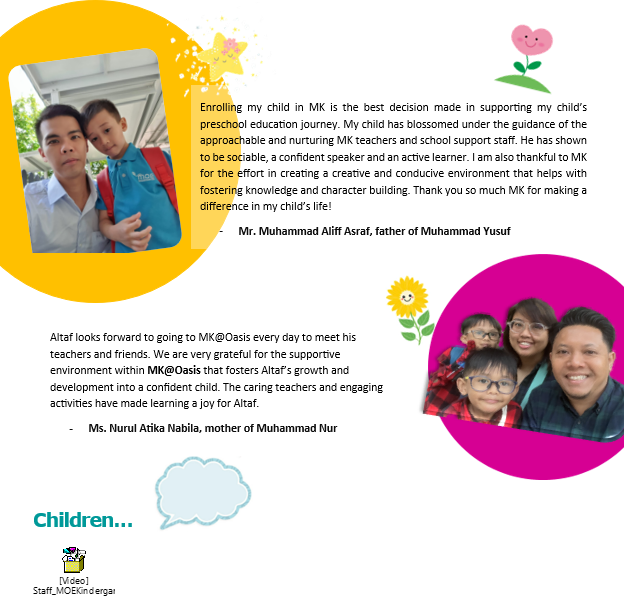 Enrolling my child in MK is the best decision made in supporting my child's
preschool education journey. My child has blossomed under the guidance of the
approachable and nurturing MK teachers and school support staff. He has shown
to be sociable, a confident speaker and an active learner. I am also thankful to MK
for the effort in creating a creative and conducive environment that helps with
fostering knowledge and character building. Thank you so much MK for making a
difference in my child's life!
- Mr. Muhammad Aliff Asraf, father of Muhammad Yusuf
Altaf looks forward to going to MK@Oasis every day to meet his
teachers and friends. We are very grateful for the supportive
environment within MK@Oasis that fosters Altaf's growth and
development into a confident child. The caring teachers and engaging
activities have made learning a joy for Altaf.
- Ms. Nurul Atika Nabila, mother of Muhammad Nur
Children...
[Video]
Staff_MOEKindergar